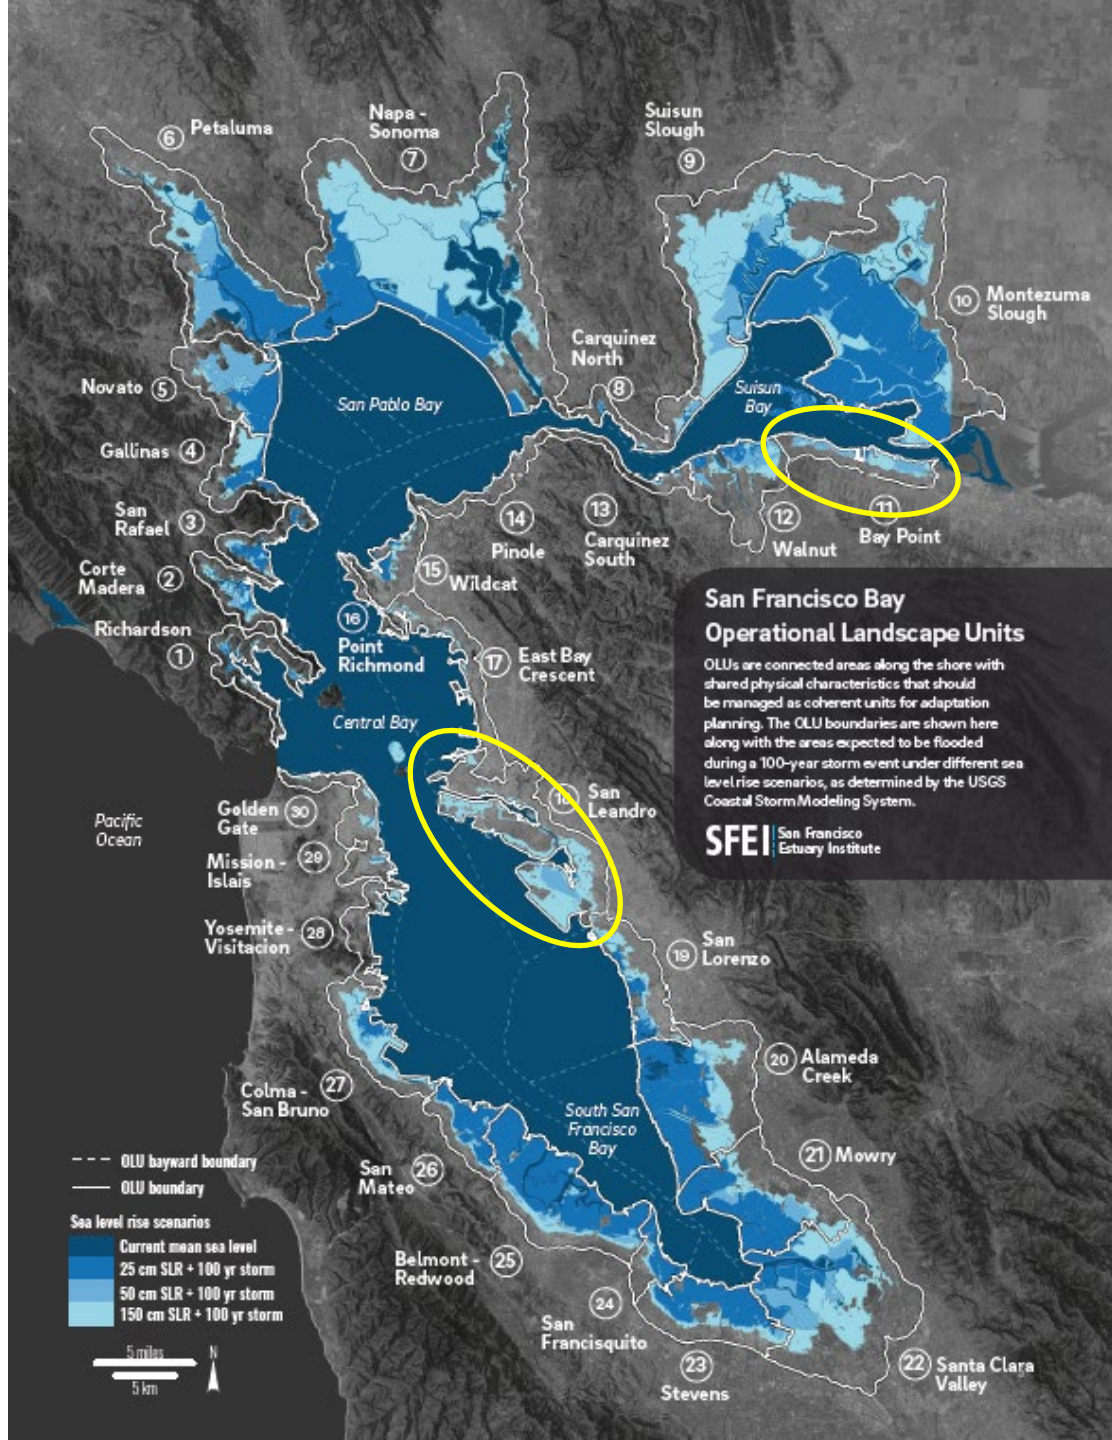 Petaluma
6
Napa -
Sonoma
7
Suisun
Slough
9
10
Montezuma
Slough
Carquinez
North
8
Suisun
Bay
San Pablo Bay
Novato
5
Gallinas
4
San
Rafael
3
Corte
Madera
2
Richardson
1
14
Pinole
13
Carquinez
South
12
Walnut
11
Bay Point
15
Wildcat
16
Point
Richmond
17
East Bay
Crescent
Central Bay
San Francisco Bay
Operational Landscape Units
OLUs are connected areas along the shore with
shared physical characteristics that should
be managed as coherent units for adaptation
planning. The OLU boundaries are shown here
along with the areas expected to be flooded
during a 100-year storm event under different sea
level rise scenarios, as determined by the USGS
Coastal Storm Modeling System.
SFEI
San Francisco
Estuary Institute
18
San
Leandro
Pacific
Ocean
Golden
Gate
30
Mission -
Islais
29
Yosemite -
Visitacion
28
19
San
Lorenzo
20
Alameda
Creek
Colma -
San Bruno
27
South San
Francisco
Bay
21
Mowry
San
Mateo
26
Belmont -
Redwood
25
24
San
Francisquito
23
Stevens
22
Santa Clara
Valley
OLU bayward boundary
OLU boundary
Sea level rise scenarios
Current mean sea level
25 cm SLR + 100 yr storm
50 cm SLR + 100 yr storm
150 cm SLR + 100 yr storm
5 miles
5 km
N